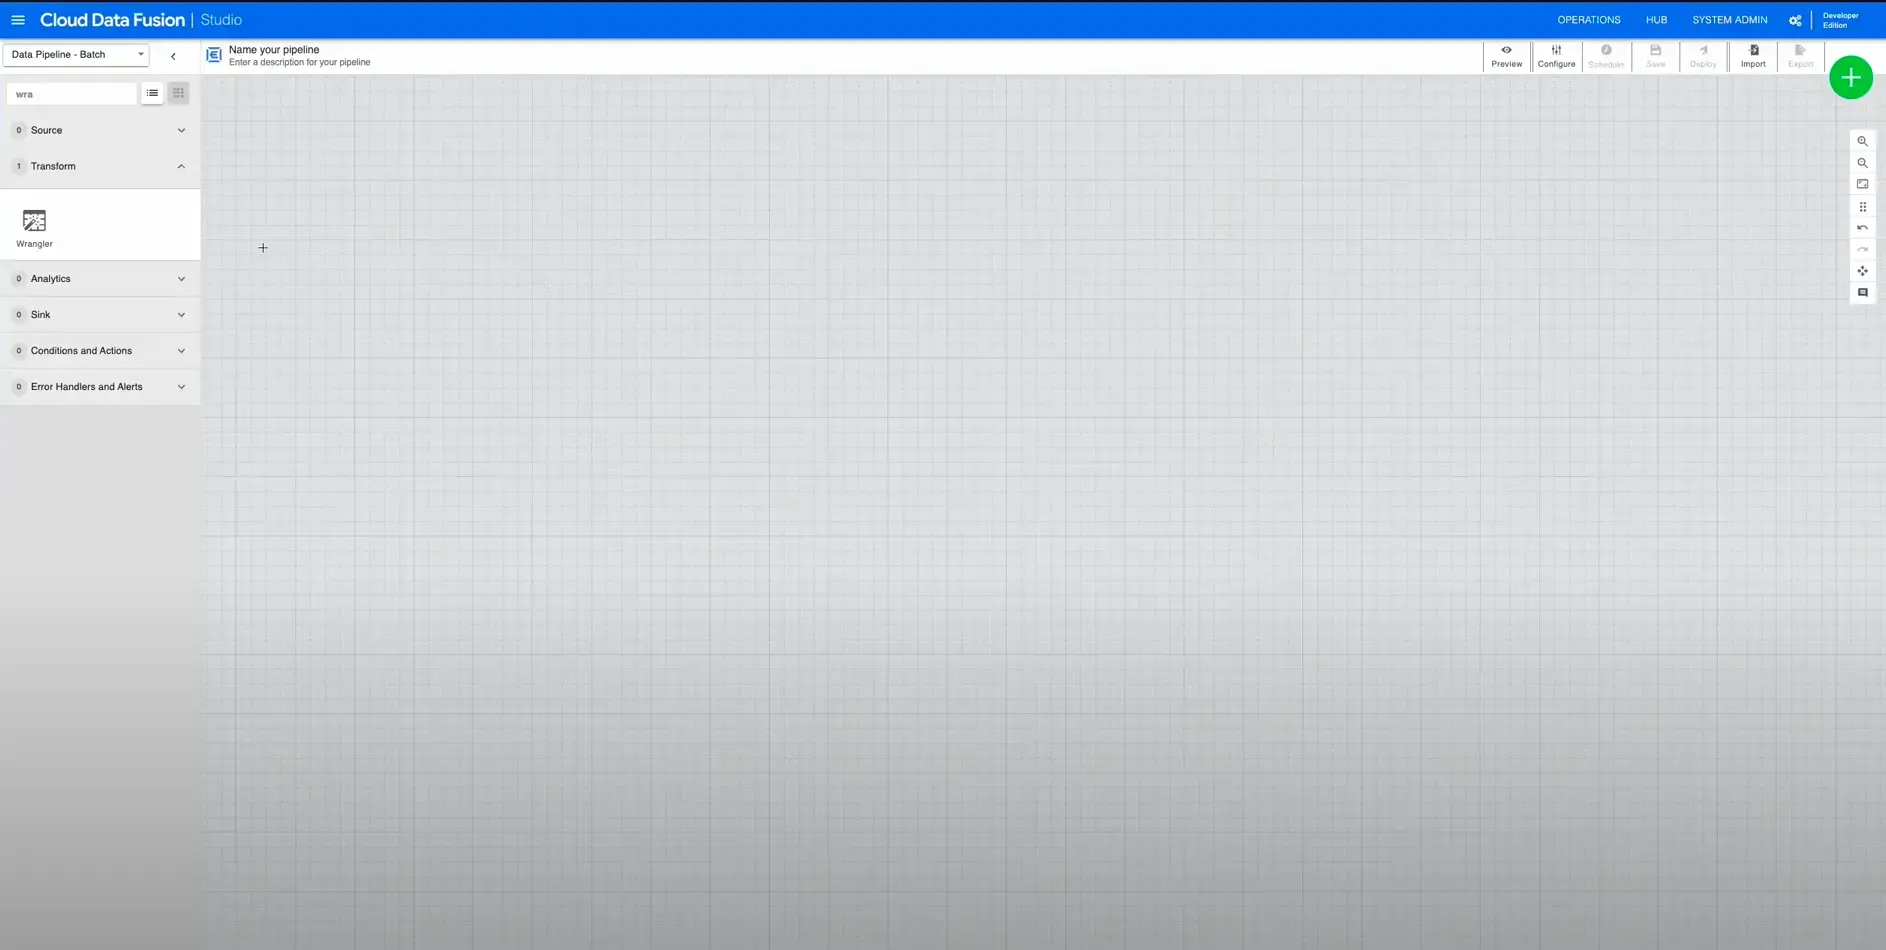 Cloud Data Fusion | Studio
OPERATIONS
HUB
SYSTEM ADMIN
Developer
Edition
Data Pipeline - Batch
Name your pipeline
Enter a description for your pipeline
Preview
Configure
Schedule
Save
Deploy
Import
Export
wra
0 Source
1 Transform
Wrangler
0 Analytics
0 Sink
0 Conditions and Actions
0 Error Handlers and Alerts